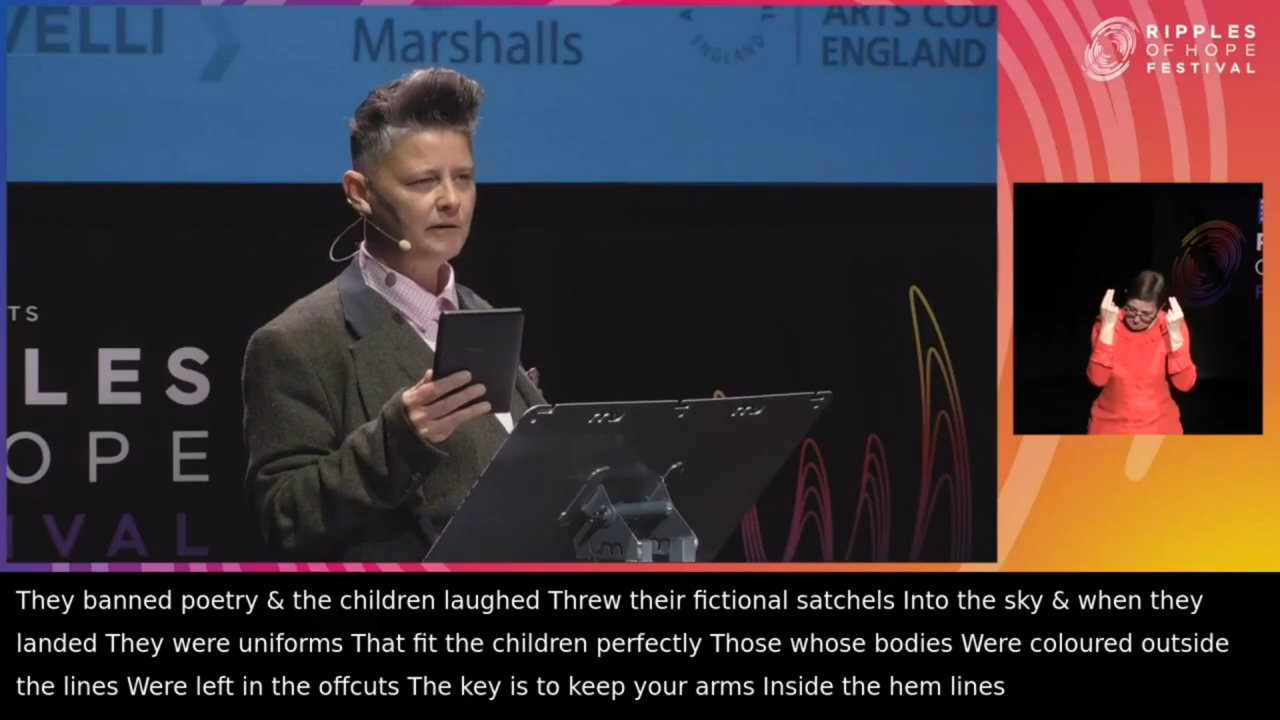 VELLI
Marshalls
ARTS COU
ENGLAND
ENGLAND
RIPPLES
OF HOPE
FESTIVAL
TS
LES
OPE
IVAL
They banned poetry & the children laughed Threw their fictional satchels Into the sky & when they
landed They were uniforms That fit the children perfectly Those whose bodies Were coloured outside
the lines Were left in the offcuts The key is to keep your arms Inside the hem lines